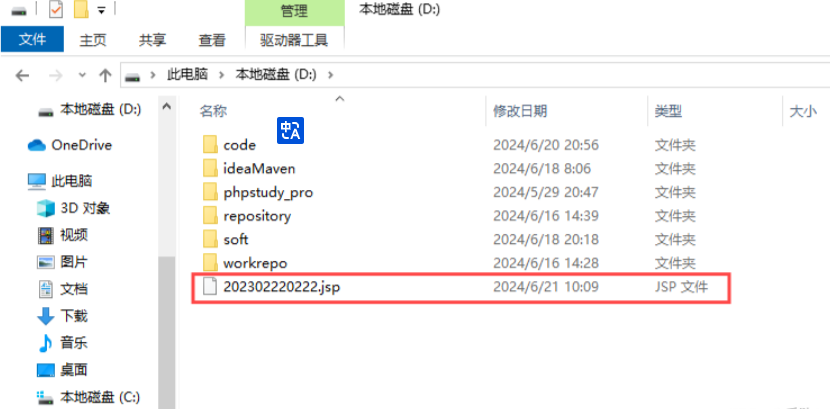 管理 本地磁盘 (D:)
文件 主页 共享 查看 驱动器工具
此电脑 本地磁盘 (D:)
本地磁盘 (D:) 名称 修改日期 类型 大小
中A
OneDrive code 2024/6/20 20:56 文件夹
ideaMaven 2024/6/18 8:06 文件夹
此电脑 phpstudy_pro 2024/5/29 20:47 文件夹
3D 对象 repository 2024/6/16 14:39 文件夹
视频 soft 2024/6/18 20:18 文件夹
图片 workrepo 2024/6/16 14:28 文件夹
文档 202302220222.jsp 2024/6/21 10:09 JSP 文件
下载
音乐
桌面
本地磁盘 (C:)